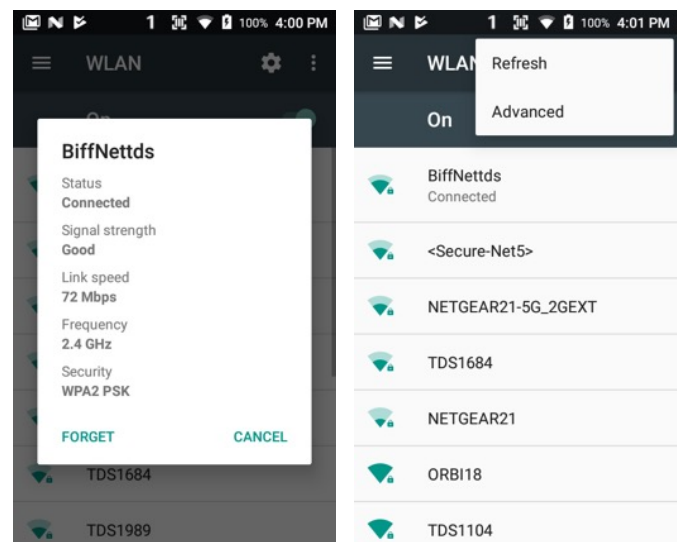 1 100% 4:00 PM
WLAN
On
BiffNettds
Status
Connected
Signal strength
Good
Link speed
72 Mbps
Frequency
2.4 GHz
Security
WPA2 PSK
FORGET CANCEL
TDS1684
TDS1989
1 100% 4:01 PM
WLA
Refresh
Advanced
On
BiffNettds
Connected
<Secure-Net5>
NETGEAR21-5G_2GEXT
TDS1684
NETGEAR21
ORBI18
TDS1104